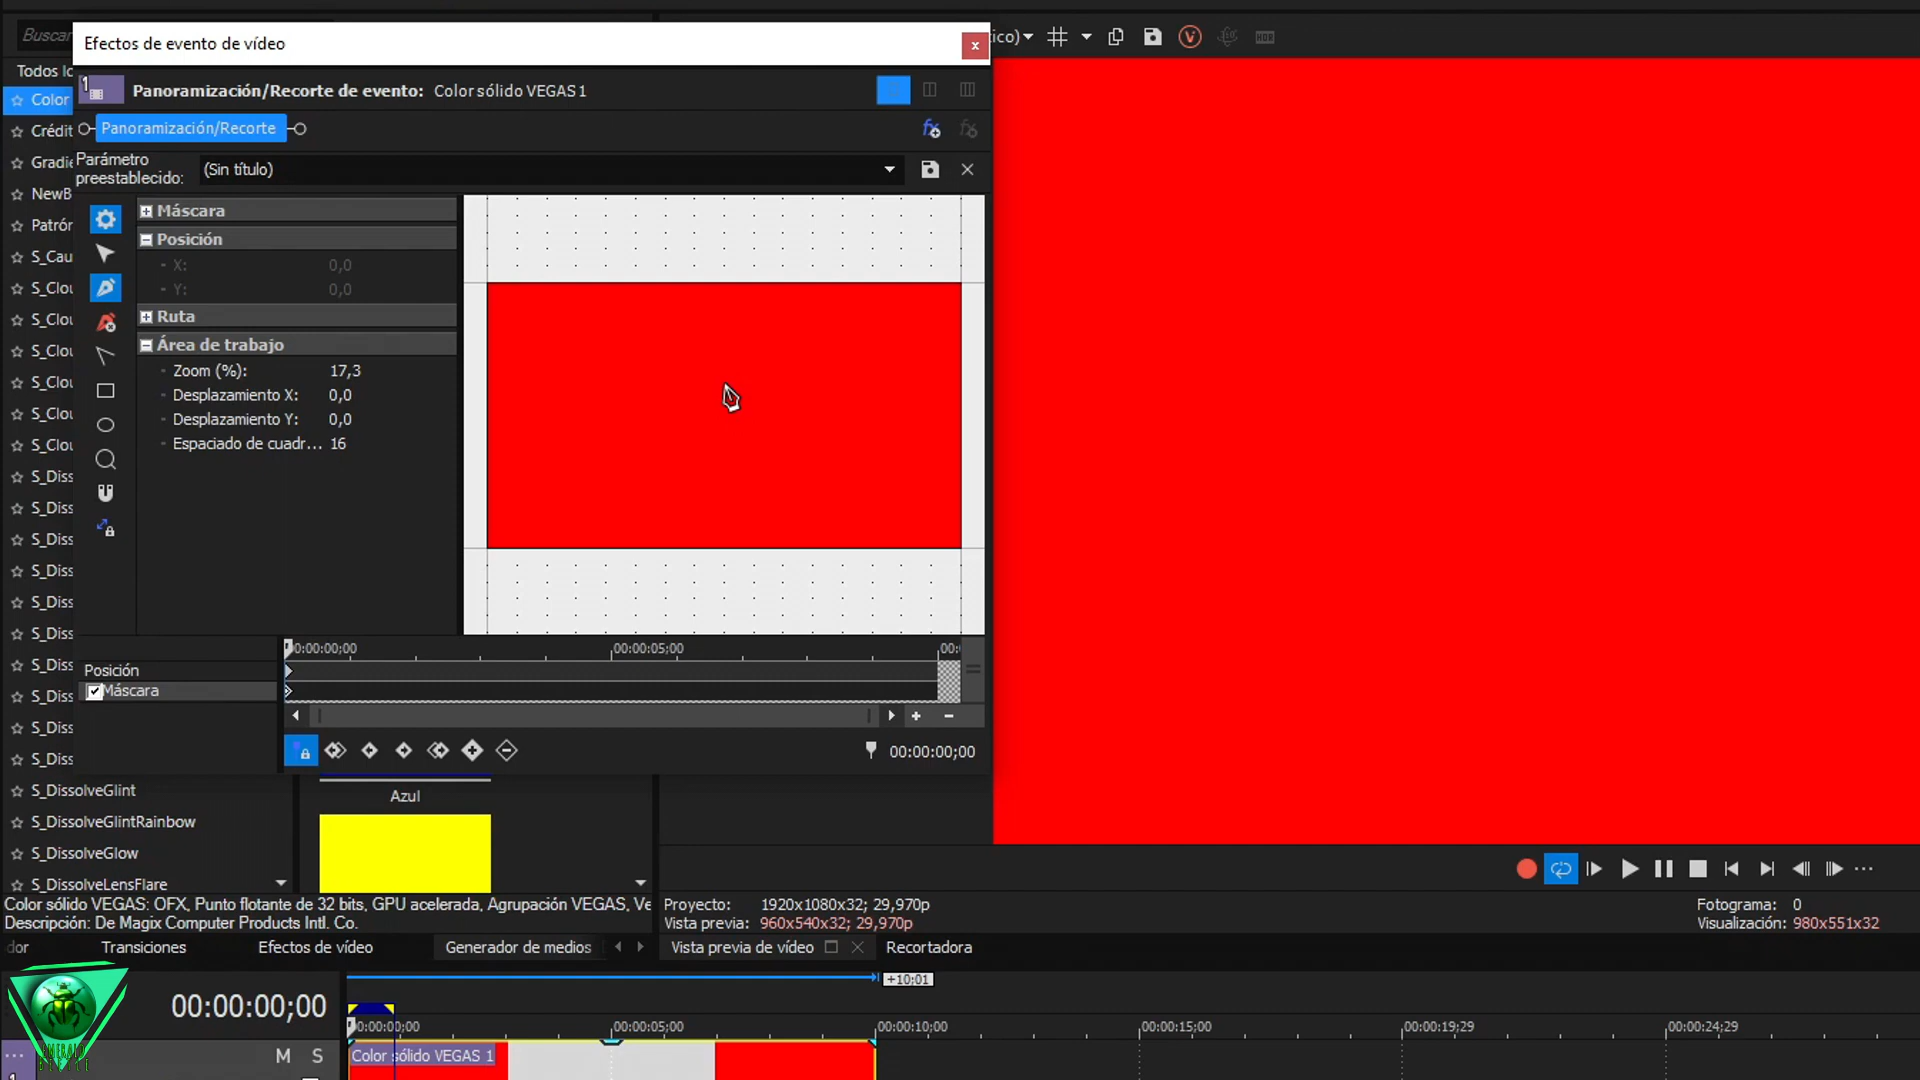 Buscar
Efectos de evento de vídeo
x
ico)
HDR
Todos lo
1
Panoramización/Recorte de evento: Color sólido VEGAS 1
Color
Panoramización/Recorte
Crédit
Parámetro
preestablecido:
(Sin título)
Gradie
NewB
Patrón
S_Cau
S_Clou
S_Clou
S_Clou
S_Clou
S_Clou
S_Clou
S_Diss
S_Diss
S_Diss
S_Diss
S_Diss
S_Diss
S_Diss
S_Diss
S_Diss
S_Diss
S_DissolveGlint
S_DissolveGlintRainbow
S_DissolveGlow
S_DissolveLensFlare
Máscara
Posición
X: 0,0
Y: 0,0
Ruta
Área de trabajo
Zoom (%): 17,3
Desplazamiento X: 0,0
Desplazamiento Y: 0,0
Espaciado de cuadr... 16
00:00:00;00 00:00:05;00 00:0
Posición
Máscara
00:00:00;00
Azul
Color sólido VEGAS: OFX, Punto flotante de 32 bits, GPU acelerada, Agrupación VEGAS, Ve
Descripción: De Magix Computer Products Intl. Co.
Proyecto: 1920x1080x32; 29,970p
Vista previa: 960x540x32; 29,970p
Fotograma: 0
Visualización: 980x551x32
dor Transiciones Efectos de vídeo Generador de medios Vista previa de vídeo Recortadora
+10;01
00:00:00;00
00:00:00;00 00:00:05;00 00:00:10;00 00:00:15;00 00:00:19;29 00:00:24;29
M S
Color sólido VEGAS 1
1